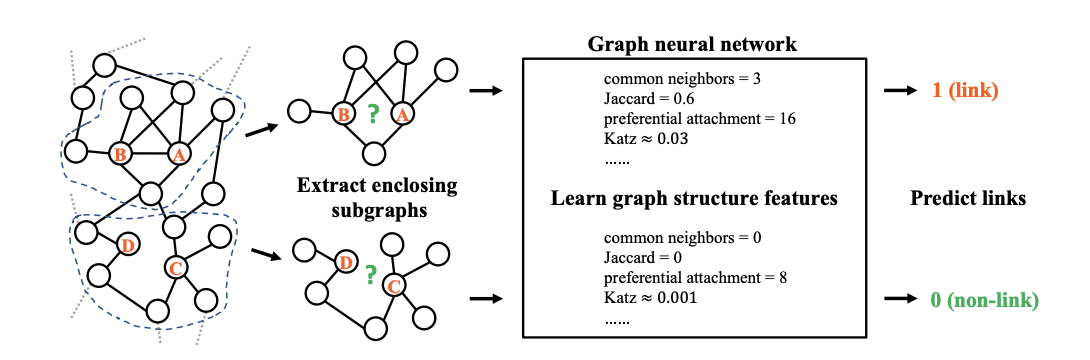 Graph neural network
common neighbors = 3
Jaccard = 0.6
preferential attachment = 16
Katz ≈ 0.03
......
1 (link)
B
A
B
?
A
Extract enclosing
subgraphs
Learn graph structure features
Predict links
D
C
D
?
C
common neighbors = 0
Jaccard = 0
preferential attachment = 8
Katz ≈ 0.001
......
0 (non-link)